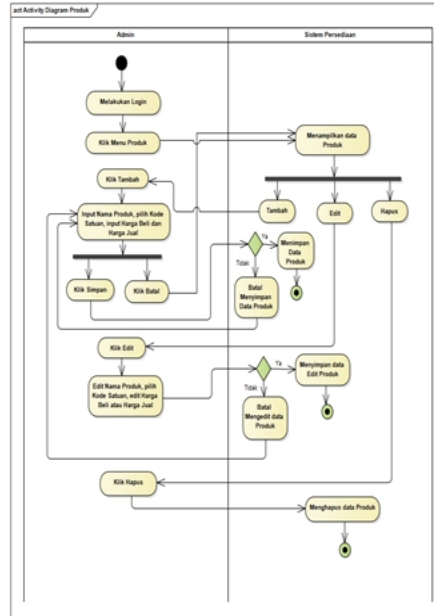 act Activity Diagram Produk
Admin
Sistem Persediaan
Melakukan Login
Klik Menu Produk
Menampilkan data
Produk
Klik Tambah
Tambah
Edit
Hapus
Input Nama Produk, pilih Kode
Satuan, input Harga Beli dan
Harga Jual
Ya
Menimpan
Data
Produk
Tidak
Klik Simpan
Klik Batal
Batal
Menyimpan
Data Produk
Klik Edit
Edit Nama Produk, pilih
Kode Satuan, edit Harga
Beli atau Harga Jual
Ya
Menyimpan data
Edit Produk
Tidak
Batal
Mengedit data
Produk
Klik Hapus
Menghapus data Produk